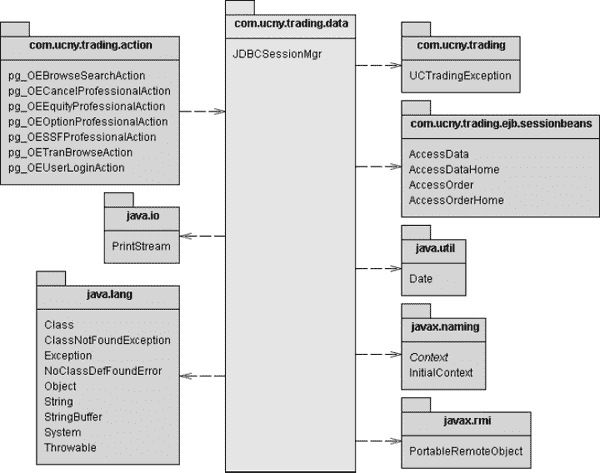 com.ucny.trading.action
pg_OEBrowseSearchAction
pg_OECancelProfessionalAction
pg_OEEquityProfessionalAction
pg_OEOptionProfessionalAction
pg_OESSFProfessionalAction
pg_OETranBrowseAction
pg_OEUserLoginAction
java.io
PrintStream
java.lang
Class
ClassNotFoundException
Exception
NoClassDefFoundError
Object
String
StringBuffer
System
Throwable
com.ucny.trading.data
JDBCSessionMgr
com.ucny.trading
UCTradingException
com.ucny.trading.ejb.sessionbeans
AccessData
AccessDataHome
AccessOrder
AccessOrderHome
java.util
Date
javax.naming
Context
InitialContext
javax.rmi
PortableRemoteObject